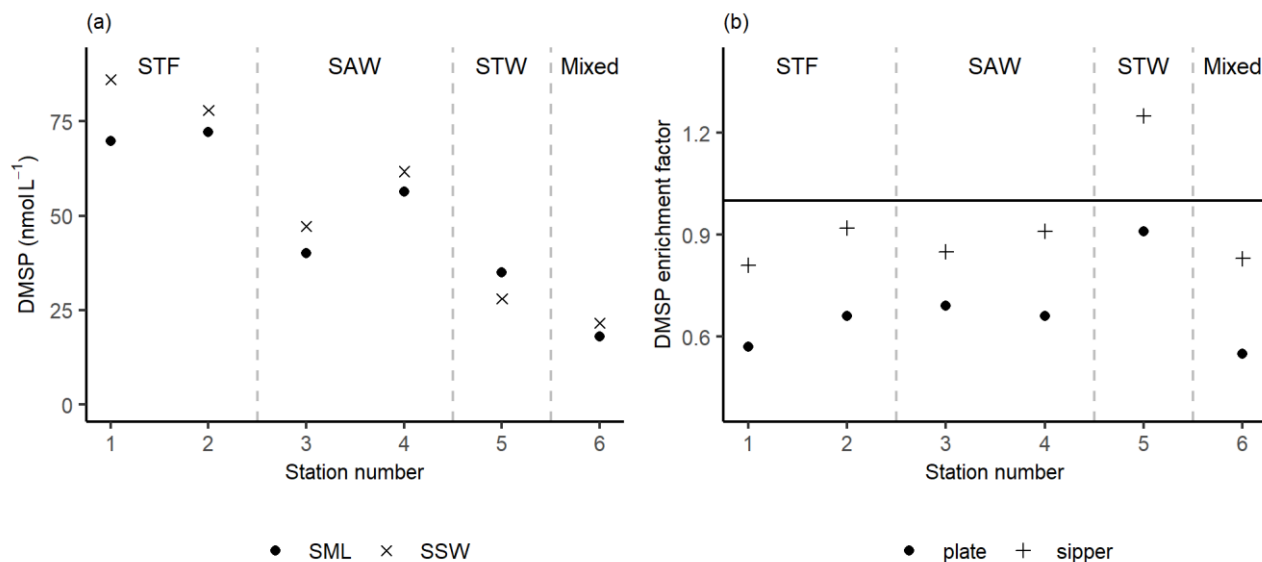 (a)
STF SAW STW Mixed
DMSP (nmol L⁻¹)
75
50
25
0
1 2 3 4 5 6
Station number
SML SSW
(b)
STF SAW STW Mixed
DMSP enrichment factor
1.2
0.9
0.6
1 2 3 4 5 6
Station number
plate sipper